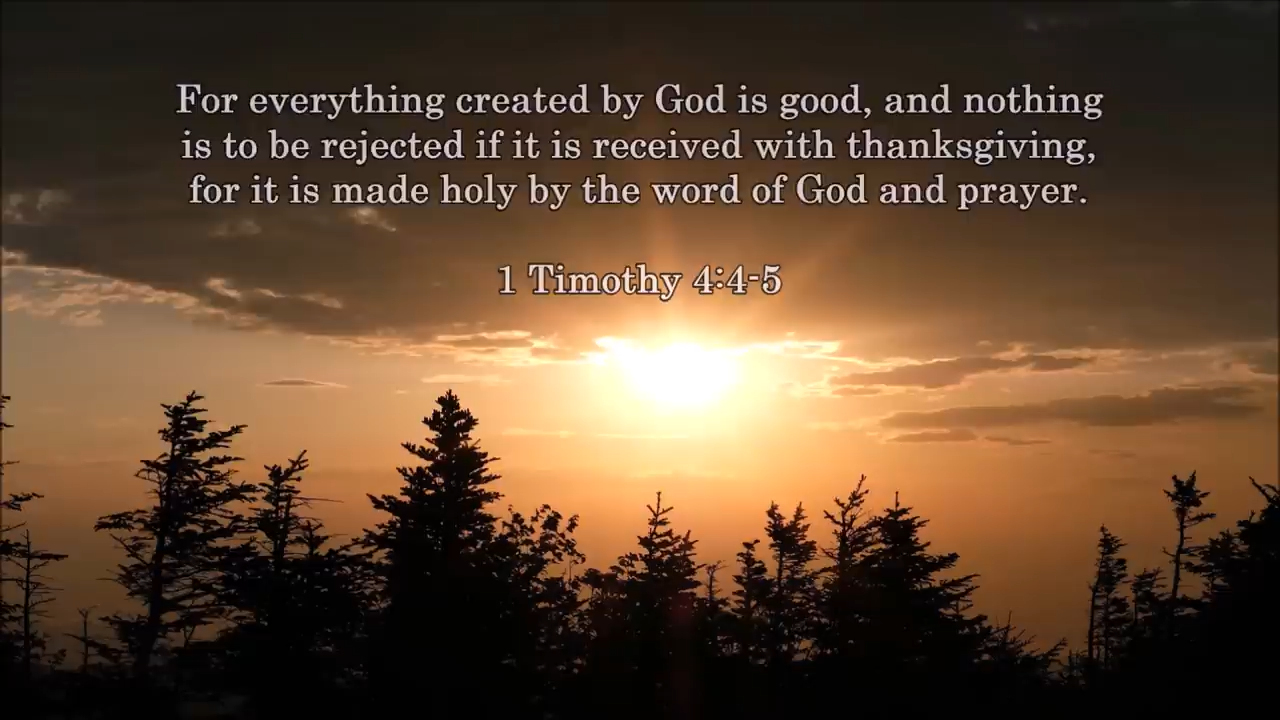 For everything created by God is good, and nothing
is to be rejected if it is received with thanksgiving,
for it is made holy by the word of God and prayer.
1 Timothy 4:4-5